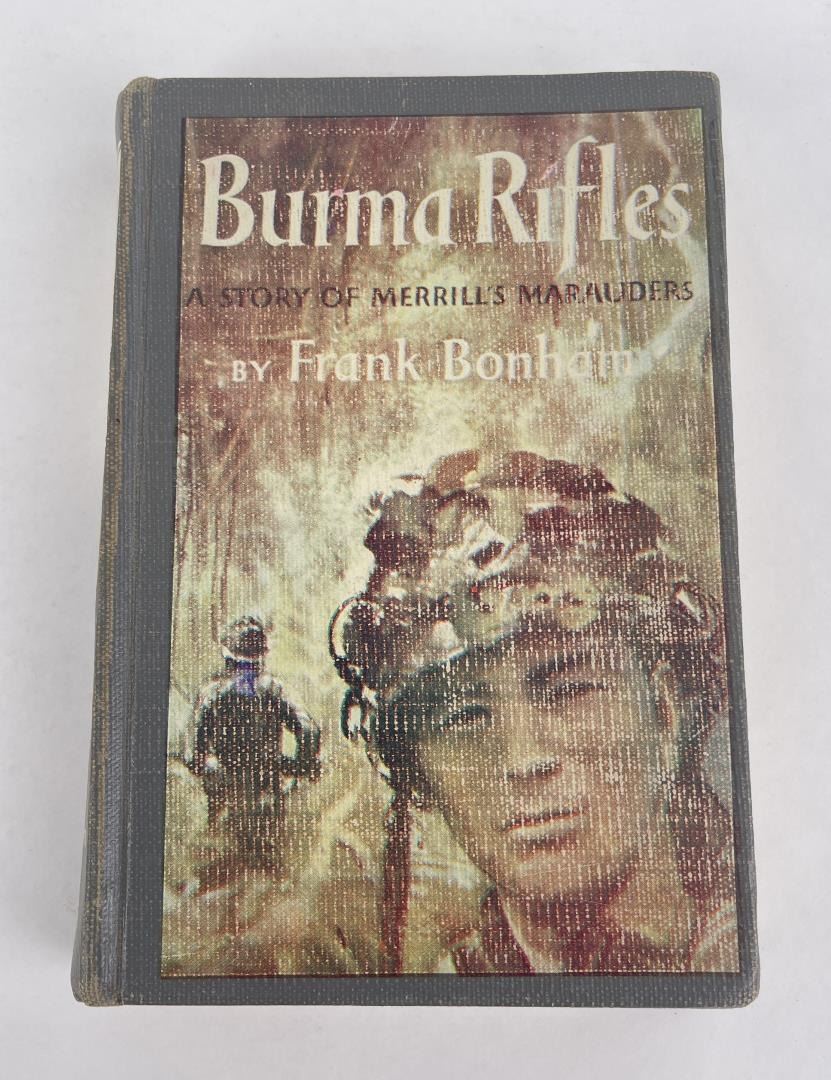 Burma Rifles
A STORY OF MERRILL'S MARAUDERS
BY Frank Bonham